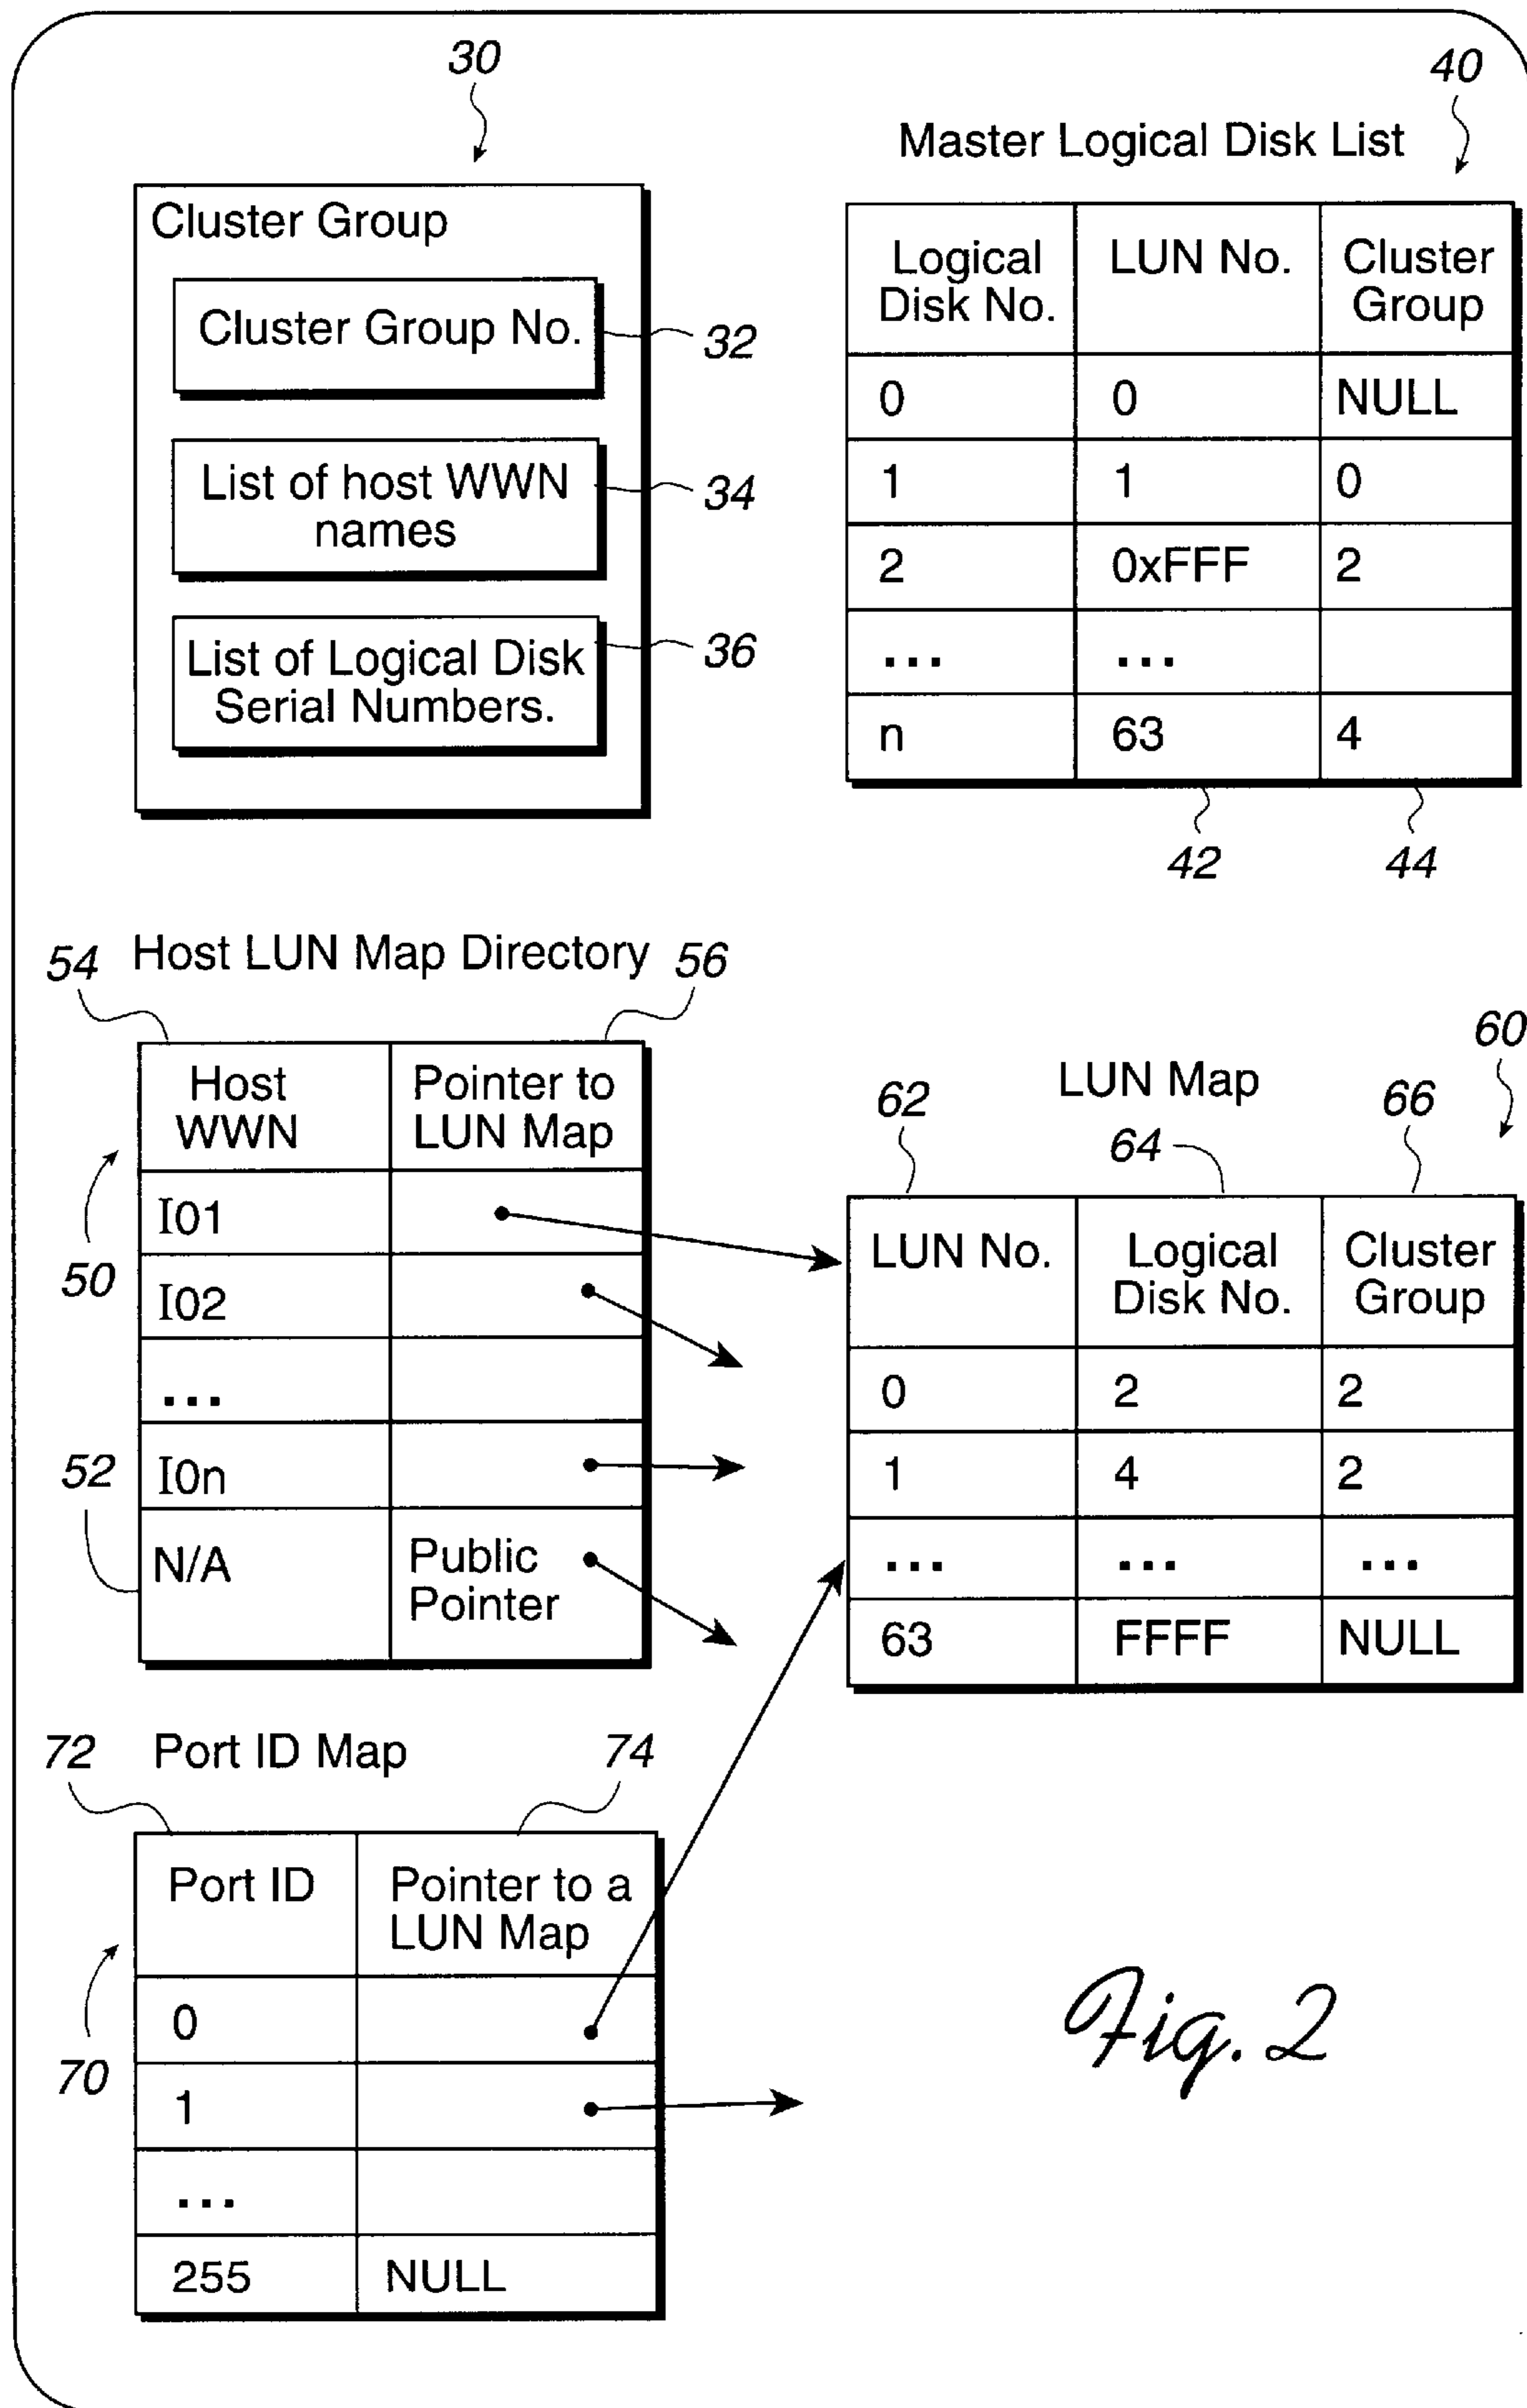 30
Cluster Group
Cluster Group No.
32
List of host WWN
names
34
List of Logical Disk
Serial Numbers.
36
40
Master Logical Disk List
Logical Disk No. LUN No. Cluster Group
0 0 NULL
1 1 0
2 0xFFF 2
... ...
n 63 4
42 44
54 Host LUN Map Directory 56
Host WWN Pointer to LUN Map
I01
50
I02
...
52
I0n
N/A Public Pointer
60
LUN Map
62 64 66
LUN No. Logical Disk No. Cluster Group
0 2 2
1 4 2
... ... ...
63 FFFF NULL
72 Port ID Map 74
Port ID Pointer to a LUN Map
0
70
1
...
255 NULL
Fig. 2